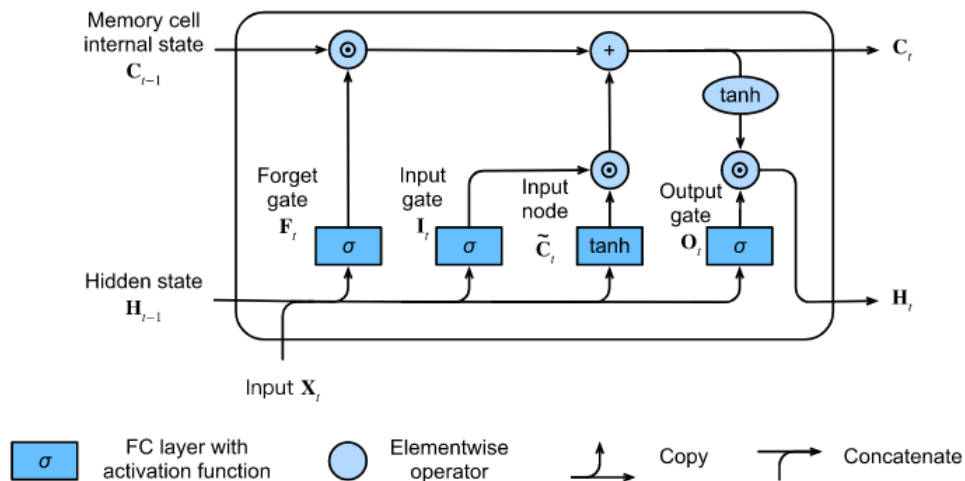 Memory cell
internal state
C_{t-1}
C_t
tanh
Forget
gate
F_t
Input
gate
I_t
Input
node
C̃_t
Output
gate
O_t
σ
σ
tanh
σ
Hidden state
H_{t-1}
H_t
Input X_t
σ
FC layer with
activation function
Elementwise
operator
Copy
Concatenate